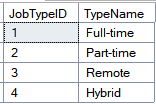 JobTypeID TypeName
1 Full-time
2 Part-time
3 Remote
4 Hybrid